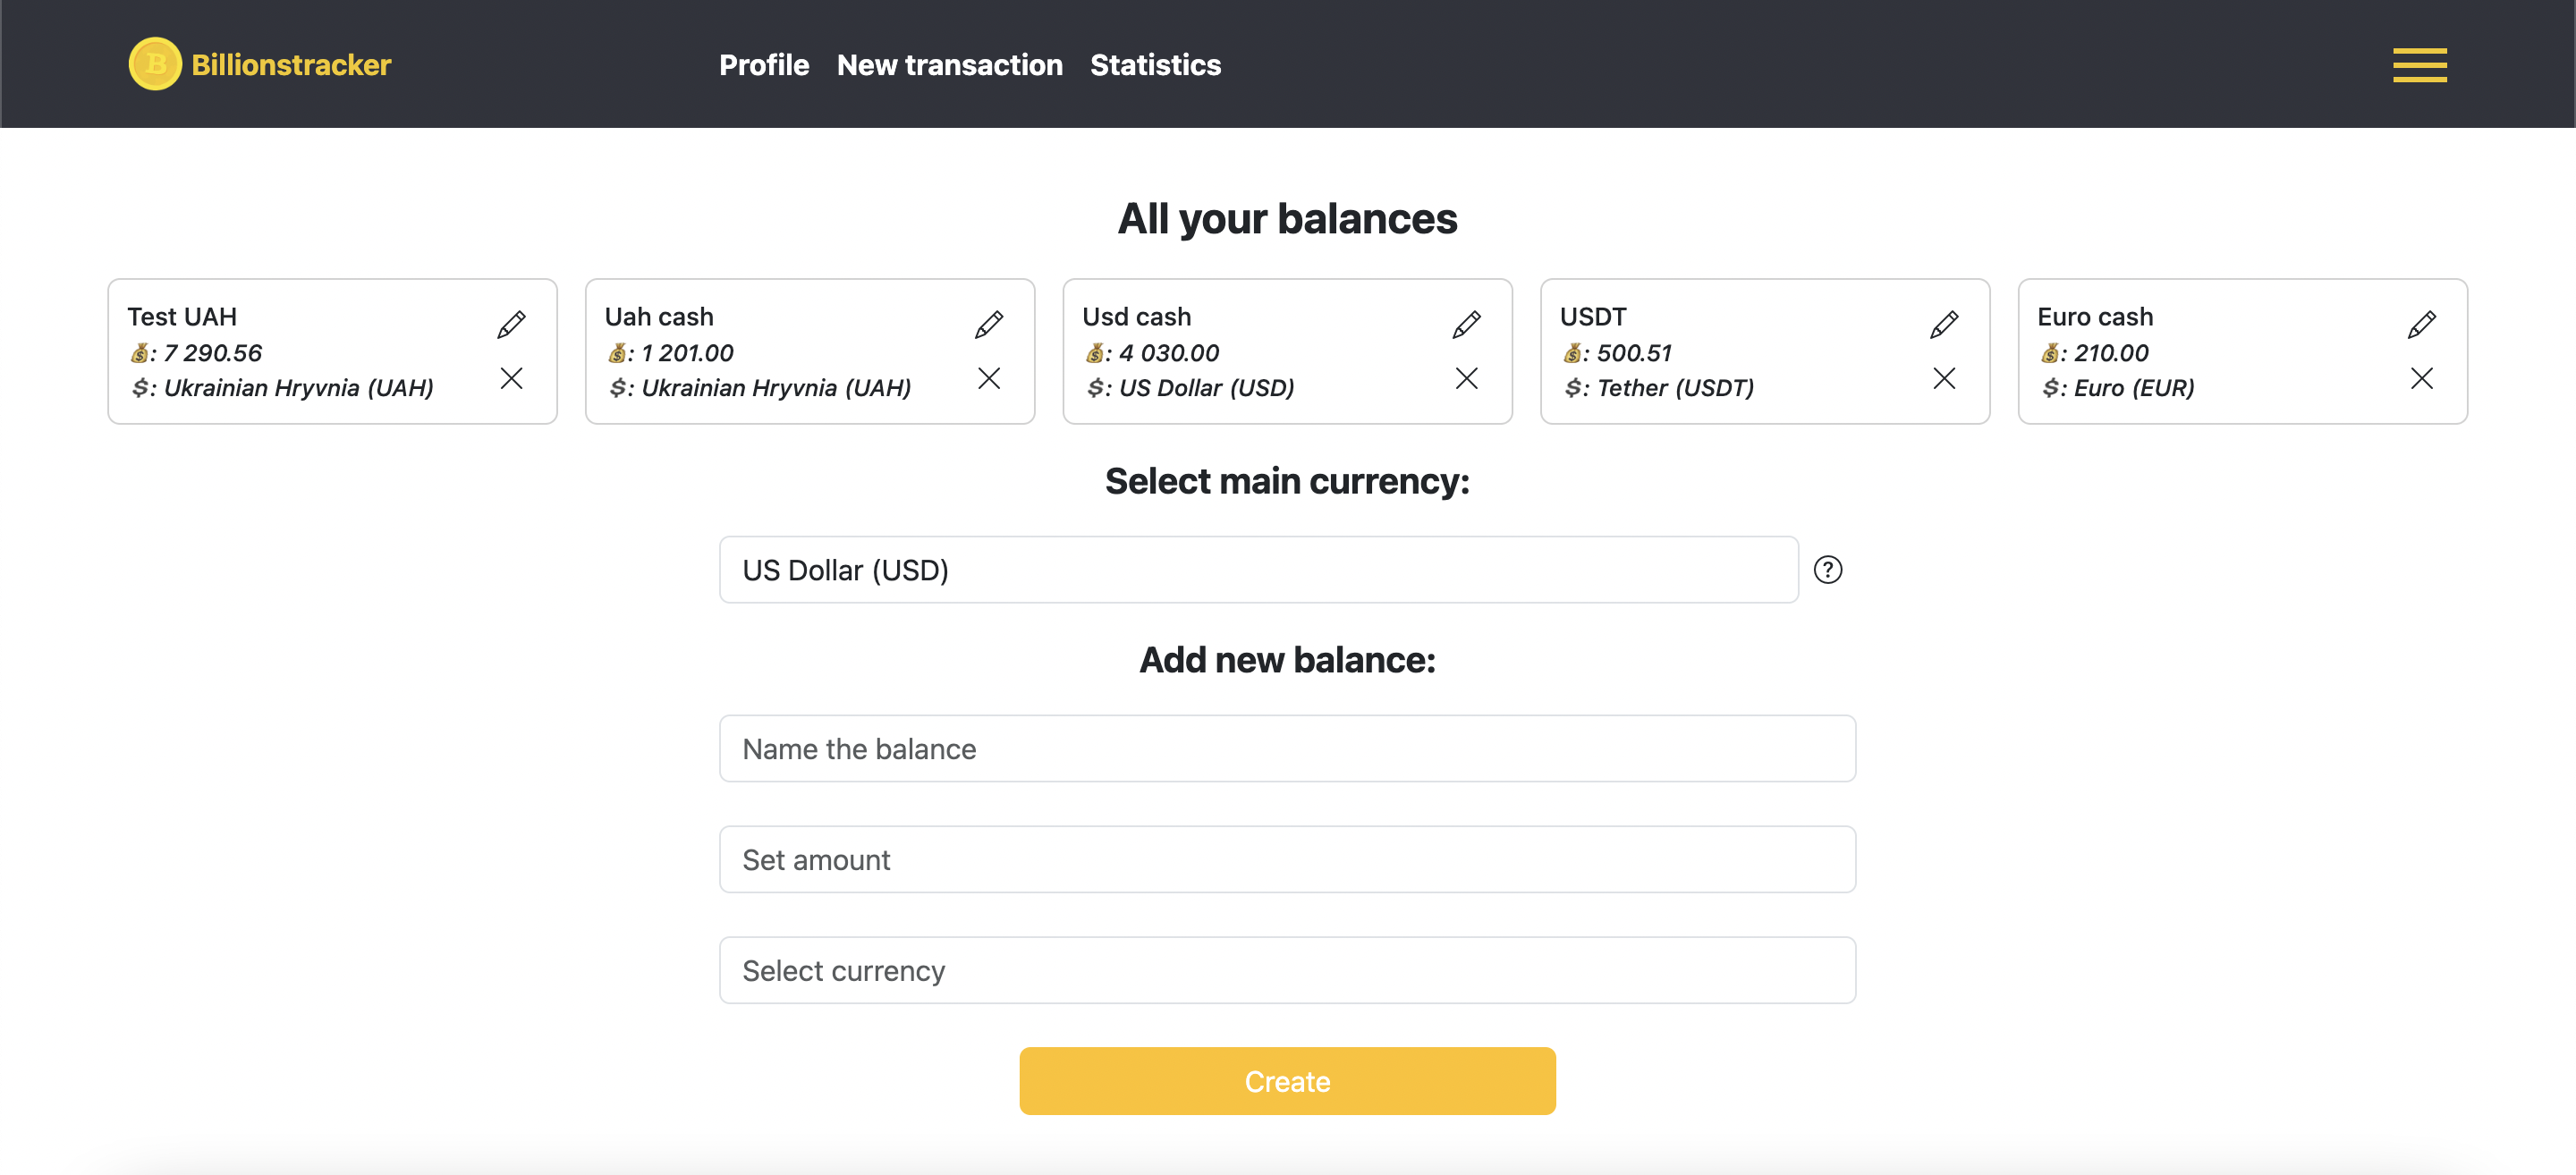 Billionstracker
Profile New transaction Statistics
All your balances
Test UAH
💰: 7 290.56
$: Ukrainian Hryvnia (UAH)
Uah cash
💰: 1 201.00
$: Ukrainian Hryvnia (UAH)
Usd cash
💰: 4 030.00
$: US Dollar (USD)
USDT
💰: 500.51
$: Tether (USDT)
Euro cash
💰: 210.00
$: Euro (EUR)
Select main currency:
US Dollar (USD)
Add new balance:
Name the balance
Set amount
Select currency
Create